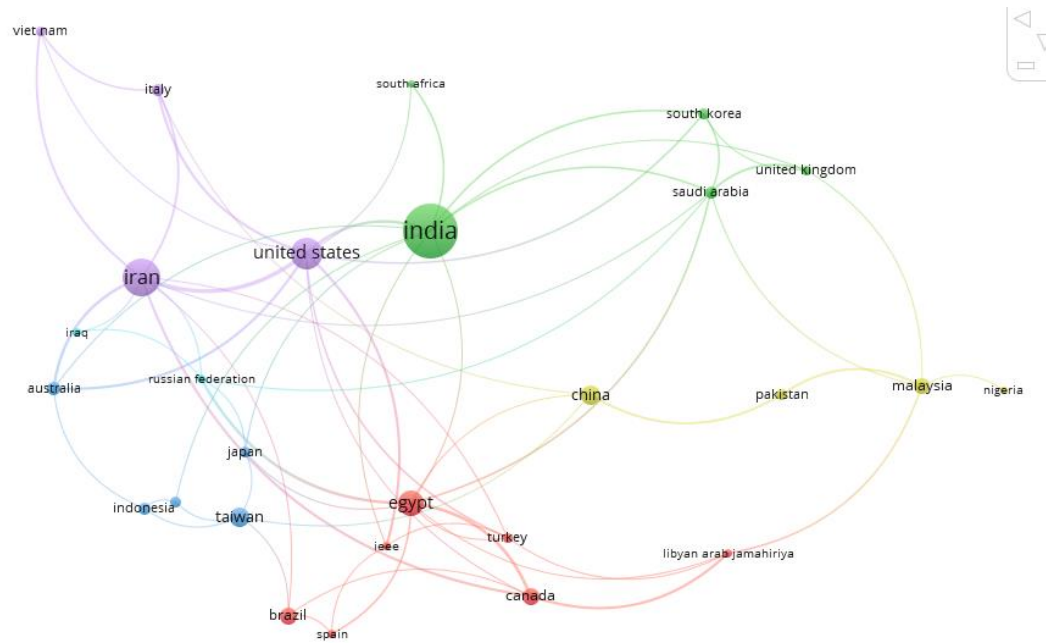 viet nam
italy
south africa
south korea
united kingdom
saudi arabia
india
united states
iran
iraq
australia
russian federation
china
pakistan
malaysia
nigeria
japan
egypt
indonesia
taiwan
turkey
ieee
libyan arab jamahiriya
canada
brazil
spain